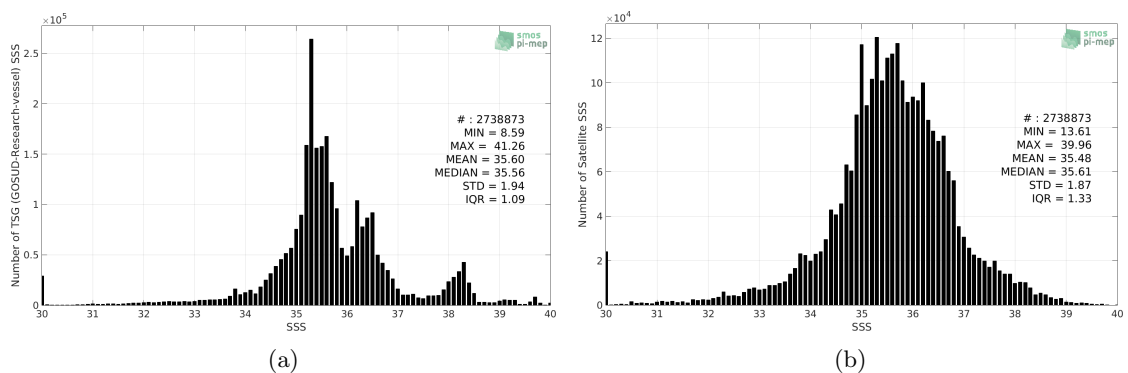 ×10⁵
smos
pi-mep
Number of TSG (GOSUD-Research-vessel) SSS
2.5
2
1.5
1
0.5
0
# : 2738873
MIN = 8.59
MAX = 41.26
MEAN = 35.60
MEDIAN = 35.56
STD = 1.94
IQR = 1.09
30 31 32 33 34 35 36 37 38 39 40
SSS
(a)
×10⁴
smos
pi-mep
Number of Satellite SSS
12
10
8
6
4
2
0
# : 2738873
MIN = 13.61
MAX = 39.96
MEAN = 35.48
MEDIAN = 35.61
STD = 1.87
IQR = 1.33
30 31 32 33 34 35 36 37 38 39 40
SSS
(b)